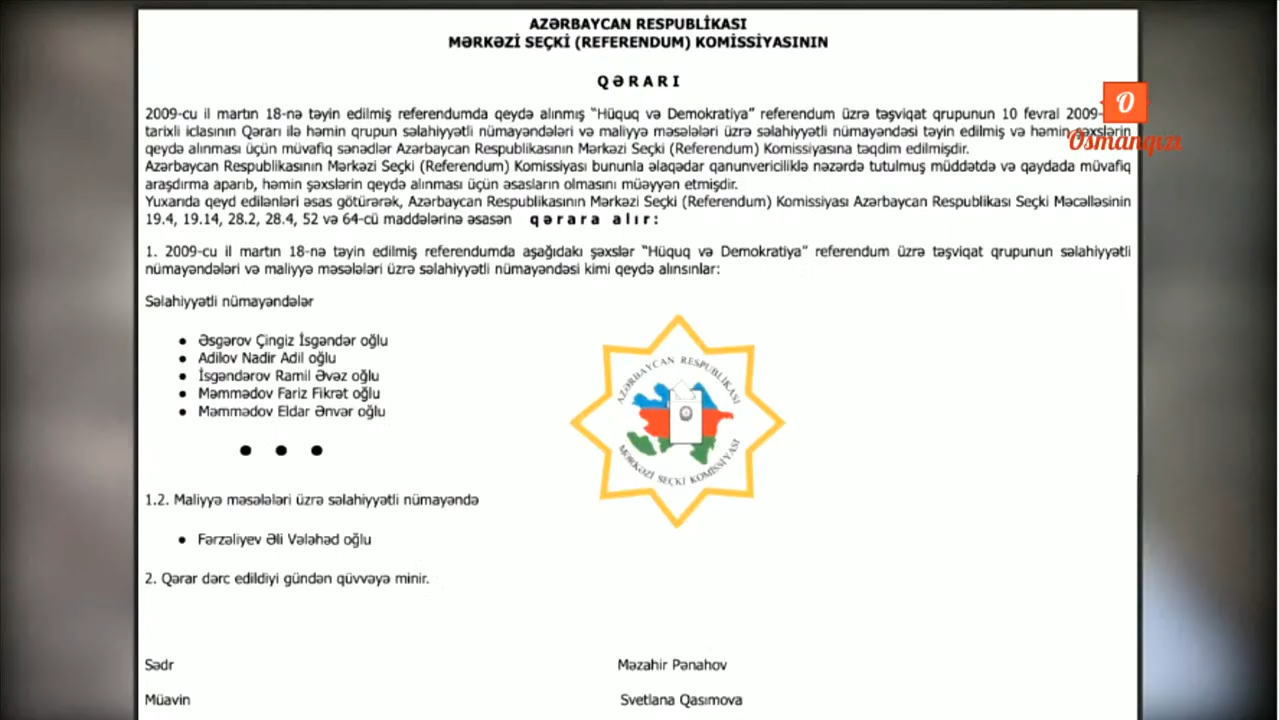 AZƏRBAYCAN RESPUBLİKASI
MƏRKƏZİ SEÇKİ (REFERENDUM) KOMİSSİYASININ
QƏRARI
2009-cu il martın 18-nə təyin edilmiş referendumda qeydə alınmış “Hüquq və Demokratiya” referendum üzrə təşviqat qrupunun 10 fevral 2009-
tarixli iclasının Qərarı ilə həmin qrupun səlahiyyətli nümayəndələri və maliyyə məsələləri üzrə səlahiyyətli nümayəndəsi təyin edilmiş və həmin şəxslərin
qeydə alınması üçün müvafiq sənədlər Azərbaycan Respublikasının Mərkəzi Seçki (Referendum) Komissiyasına təqdim edilmişdir.
Azərbaycan Respublikasının Mərkəzi Seçki (Referendum) Komissiyası bununla əlaqədar qanunvericiliklə nəzərdə tutulmuş müddətdə və qaydada müvafiq
araşdırma aparıb, həmin şəxslərin qeydə alınması üçün əsasların olmasını müəyyən etmişdir.
Yuxarıda qeyd edilənləri əsas götürərək, Azərbaycan Respublikasının Mərkəzi Seçki (Referendum) Komissiyası Azərbaycan Respublikası Seçki Məcəlləsinin
19.4, 19.14, 28.2, 28.4, 52 və 64-cü maddələrinə əsasən qərara alır:
1. 2009-cu il martın 18-nə təyin edilmiş referendumda aşağıdakı şəxslər “Hüquq və Demokratiya” referendum üzrə təşviqat qrupunun səlahiyyətli
nümayəndələri və maliyyə məsələləri üzrə səlahiyyətli nümayəndəsi kimi qeydə alınsınlar:
Səlahiyyətli nümayəndələr
• Əsgərov Çingiz İsgəndər oğlu
• Adilov Nadir Adil oğlu
• İsgəndərov Ramil Əvəz oğlu
• Məmmədov Fariz Fikrət oğlu
• Məmmədov Eldar Ənvər oğlu
• • •
1.2. Maliyyə məsələləri üzrə səlahiyyətli nümayəndə
• Fərzəliyev Əli Vələhəd oğlu
2. Qərar dərc edildiyi gündən qüvvəyə minir.
Sədr Məzahir Pənahov
Müavin Svetlana Qasımova
AZƏRBAYCAN RESPUBLİKASI
MƏRKƏZİ SEÇKİ KOMİSSİYASI
O
Osmanqızı